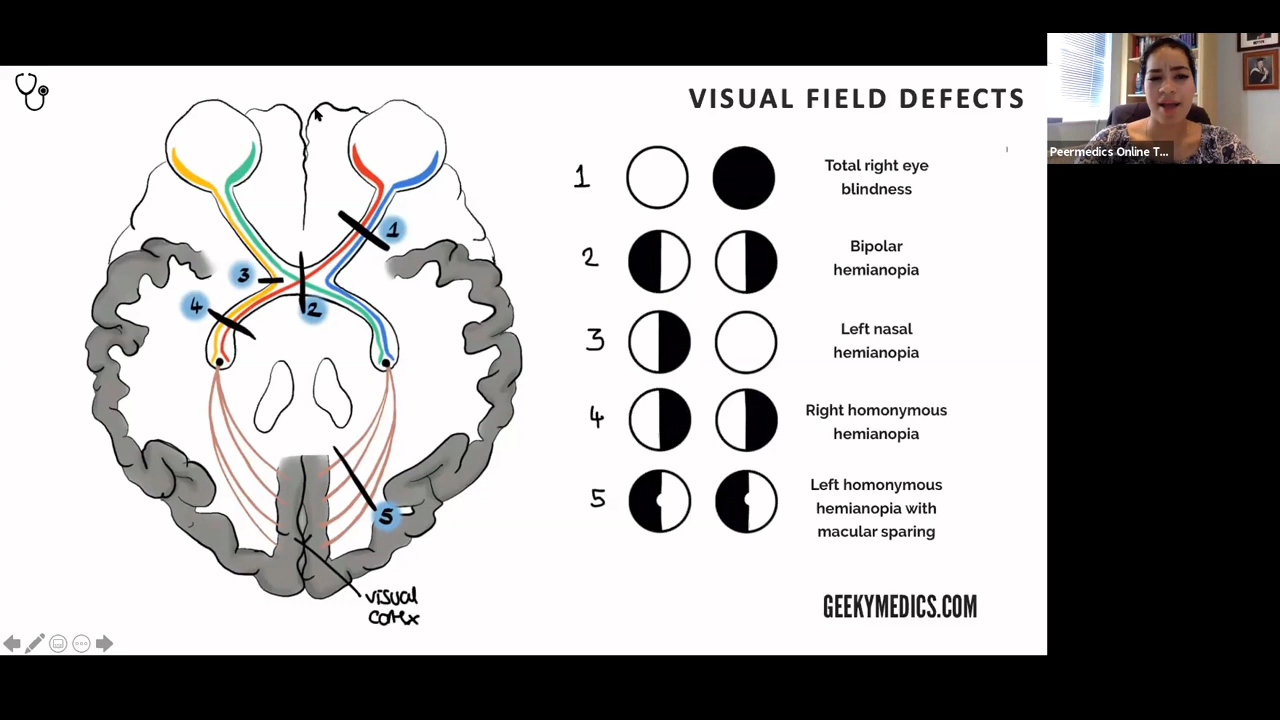 VISUAL FIELD DEFECTS
Peermedics Online T...
1
Total right eye
blindness
2
Bipolar
hemianopia
3
Left nasal
hemianopia
4
Right homonymous
hemianopia
5
Left homonymous
hemianopia with
macular sparing
1
3
2
4
5
visual
cortex
GEEKYMEDICS.COM